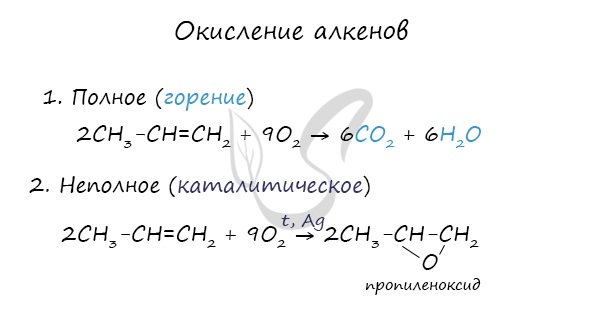 Окисление алкенов
1. Полное (горение)
2CH₃-CH=CH₂ + 9O₂ → 6CO₂ + 6H₂O
2. Неполное (каталитическое)
t, Ag
2CH₃-CH=CH₂ + 9O₂ → 2CH₃-CH-CH₂
O
пропиленоксид